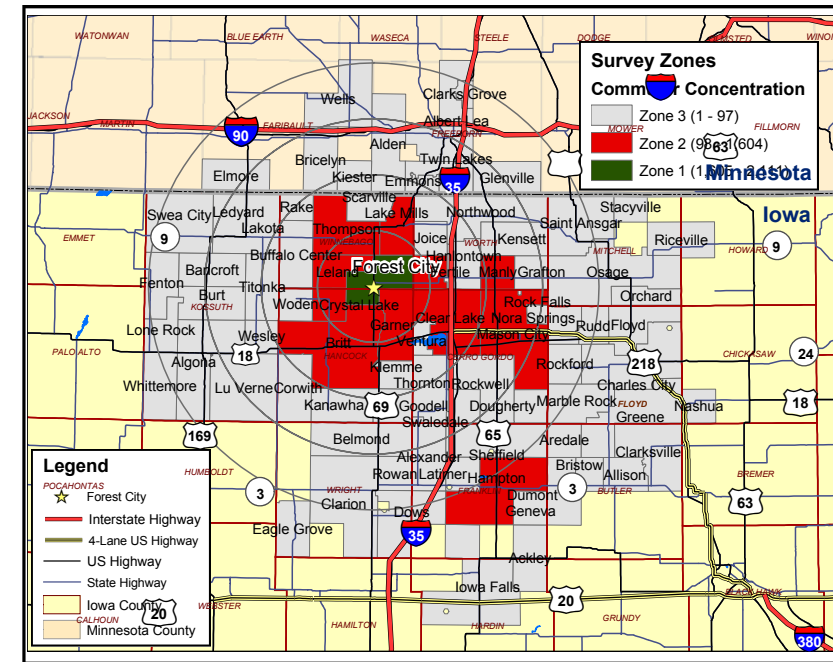 WATONWAN
BLUE EARTH
WASECA
STEELE
DODGE
OLMSTED
Survey Zones
Concentration
Zone 3 (1 - 97)
Zone 2
Zone 1
MOWER
63
FILLMORN
Minnesota
Iowa
Wells
Clarks Grove
JACKSON
MARTIN
90
FARIBAULT
Albert Lea
FREEBORN
Alden
Bricelyn
Twin Lakes
Elmore
Kiester
Emmons
35
Glenville
Scarville
Swea City
Ledyard
Rake
Lake Mills
Northwood
Stacyville
Lakota
Thompson
Saint Ansgar
EMMET
9
WINNEBAGO
Joice
WORTH
Kensett
MITCHELL
Riceville
HOWARD
9
Buffalo Center
Hanlontown
Bancroft
Leland
Forest City
Fertile
Manly
Grafton
Osage
Fenton
Burt
Titonka
KOSSUTH
Woden
Crystal Lake
Rock Falls
Orchard
Lone Rock
Garner
Clear Lake
Nora Springs
Rudd
Floyd
Wesley
Britt
Ventura
Mason City
PALO ALTO
18
HANCOCK
CERRO GORDO
CHICKASAW
24
Algona
Klemme
Rockford
218
Whittemore
Lu Verne
Corwith
Thornton
Rockwell
Charles City
Kanawha
69
Goodell
Dougherty
Marble Rock
FLOYD
Nashua
18
Swaledale
Greene
169
Belmond
65
Aredale
Alexander
Sheffield
Clarksville
Legend
HUMBOLDT
Rowan
Latimer
Hampton
Bristow
Allison
BREMER
POCAHONTAS
Forest City
3
WRIGHT
FRANKLIN
Dumont
3
BUTLER
63
Interstate Highway
Clarion
Dows
Geneva
4-Lane US Highway
Eagle Grove
35
US Highway
Ackley
State Highway
Iowa Falls
BLACK HAWK
Iowa County
20
WEBSTER
20
CALHOUN
Minnesota County
HAMILTON
HARDIN
GRUNDY
380